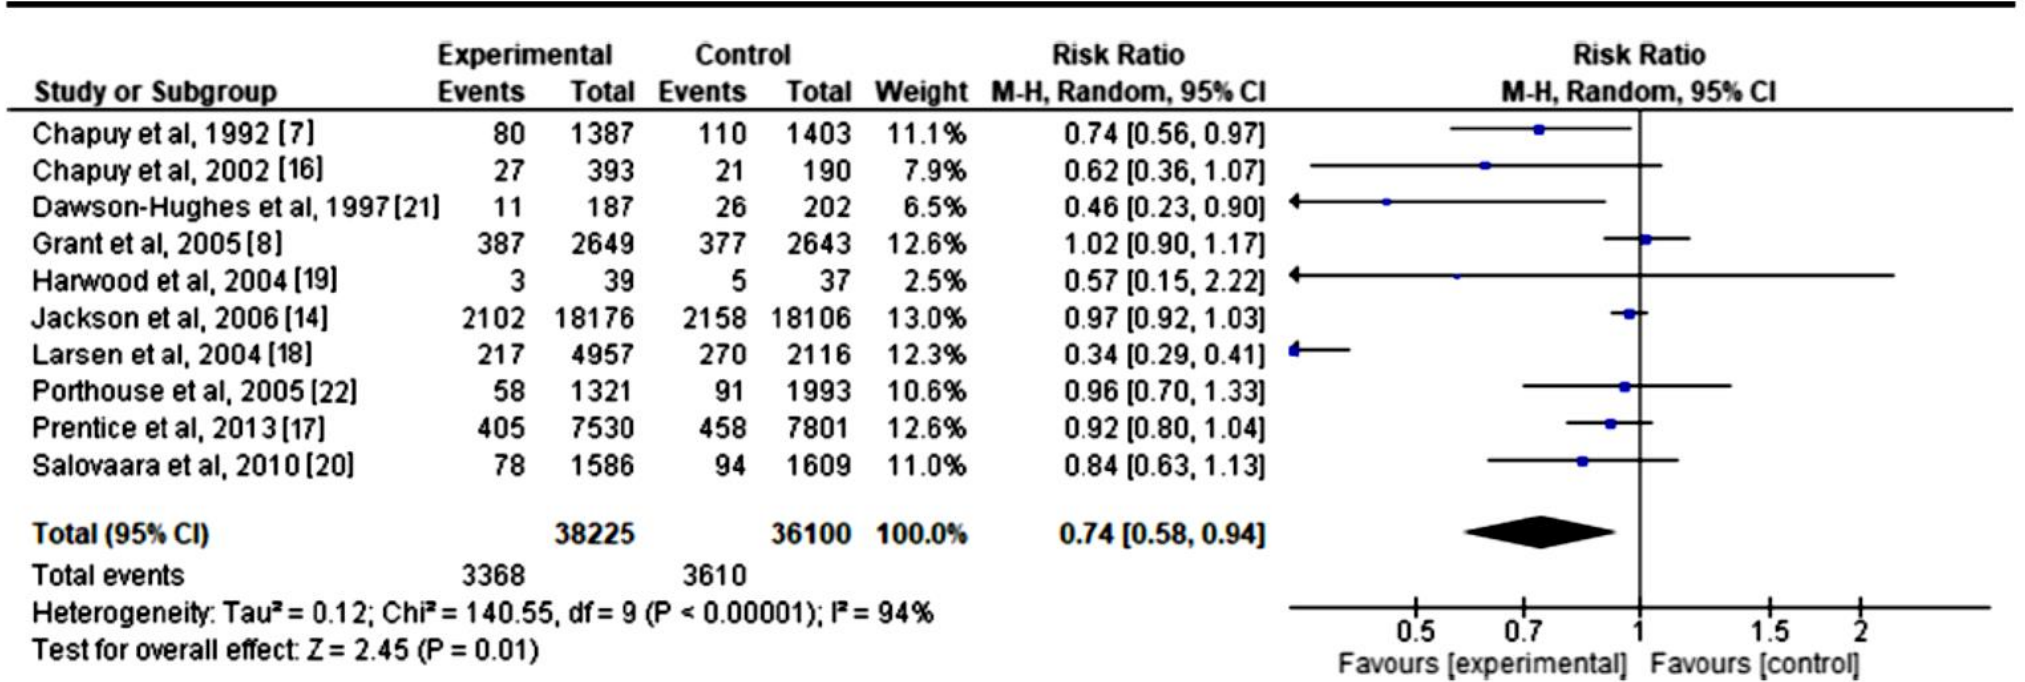 Experimental Control Risk Ratio Risk Ratio
Study or Subgroup Events Total Events Total Weight M-H, Random, 95% CI M-H, Random, 95% CI
Chapuy et al, 1992 [7] 80 1387 110 1403 11.1% 0.74 [0.56, 0.97]
Chapuy et al, 2002 [16] 27 393 21 190 7.9% 0.62 [0.36, 1.07]
Dawson-Hughes et al, 1997 [21] 11 187 26 202 6.5% 0.46 [0.23, 0.90]
Grant et al, 2005 [8] 387 2649 377 2643 12.6% 1.02 [0.90, 1.17]
Harwood et al, 2004 [19] 3 39 5 37 2.5% 0.57 [0.15, 2.22]
Jackson et al, 2006 [14] 2102 18176 2158 18106 13.0% 0.97 [0.92, 1.03]
Larsen et al, 2004 [18] 217 4957 270 2116 12.3% 0.34 [0.29, 0.41]
Porthouse et al, 2005 [22] 58 1321 91 1993 10.6% 0.96 [0.70, 1.33]
Prentice et al, 2013 [17] 405 7530 458 7801 12.6% 0.92 [0.80, 1.04]
Salovaara et al, 2010 [20] 78 1586 94 1609 11.0% 0.84 [0.63, 1.13]
Total (95% CI) 38225 36100 100.0% 0.74 [0.58, 0.94]
Total events 3368 3610
Heterogeneity: Tau² = 0.12; Chi² = 140.55, df = 9 (P < 0.00001); I² = 94%
Test for overall effect: Z = 2.45 (P = 0.01)
0.5 0.7 1 1.5 2
Favours [experimental] Favours [control]